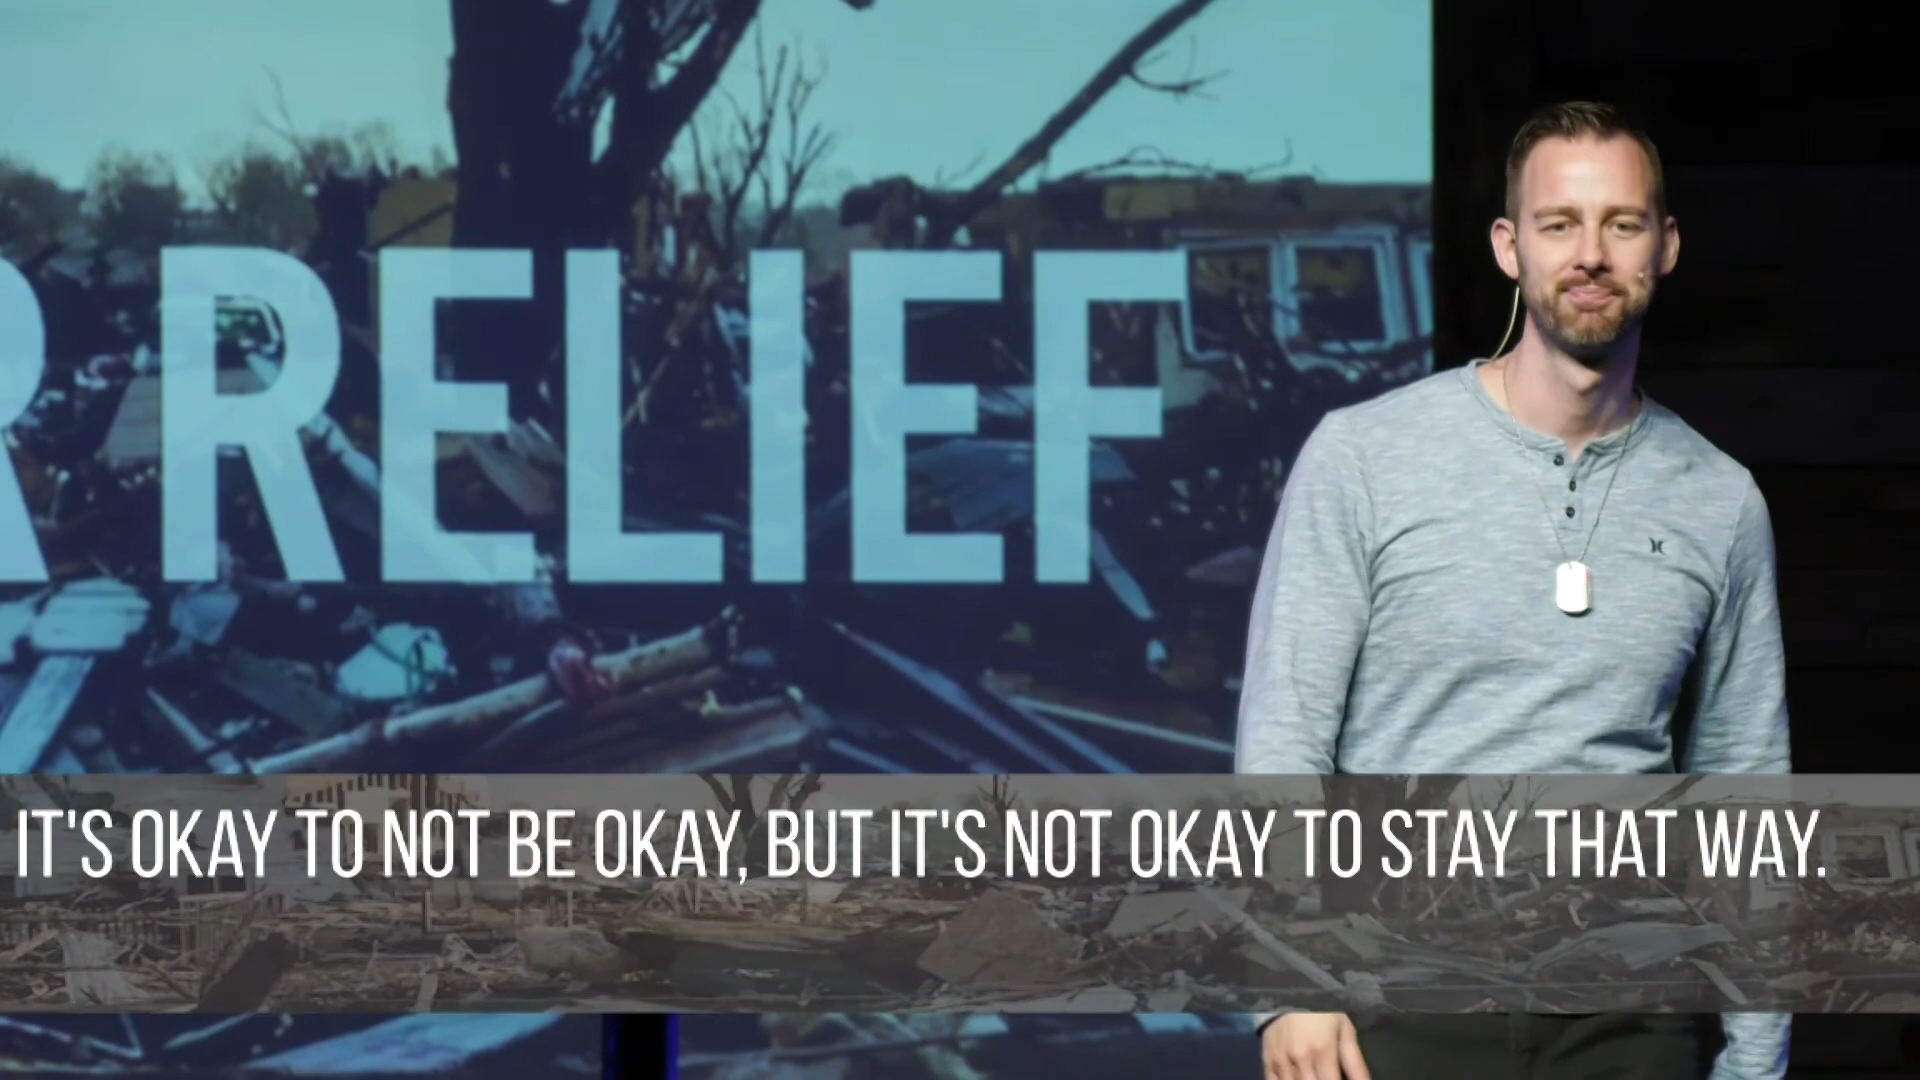 R RELIEF
IT'S OKAY TO NOT BE OKAY, BUT IT'S NOT OKAY TO STAY THAT WAY.